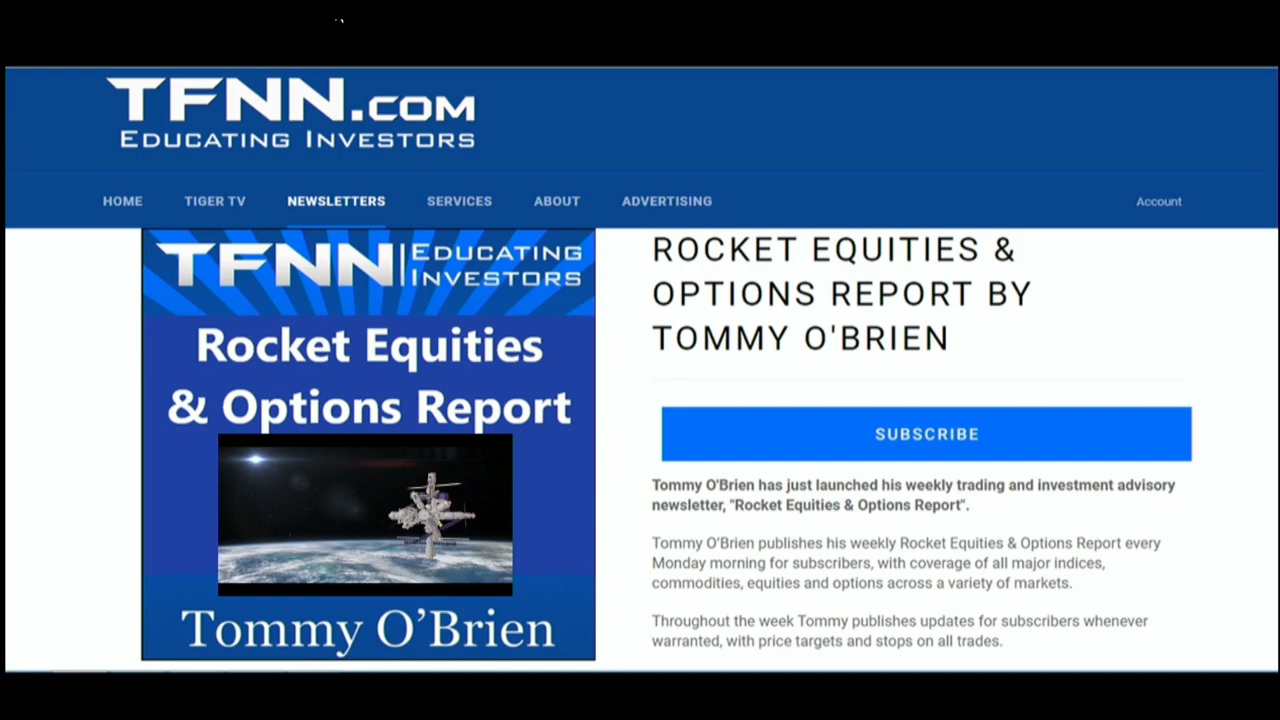 TFNN.COM
EDUCATING INVESTORS
HOME TIGER TV NEWSLETTERS SERVICES ABOUT ADVERTISING Account
TFNN EDUCATING
INVESTORS
Rocket Equities
& Options Report
Tommy O’Brien
ROCKET EQUITIES &
OPTIONS REPORT BY
TOMMY O'BRIEN
SUBSCRIBE
Tommy O'Brien has just launched his weekly trading and investment advisory
newsletter, "Rocket Equities & Options Report".
Tommy O'Brien publishes his weekly Rocket Equities & Options Report every
Monday morning for subscribers, with coverage of all major indices,
commodities, equities and options across a variety of markets.
Throughout the week Tommy publishes updates for subscribers whenever
warranted, with price targets and stops on all trades.